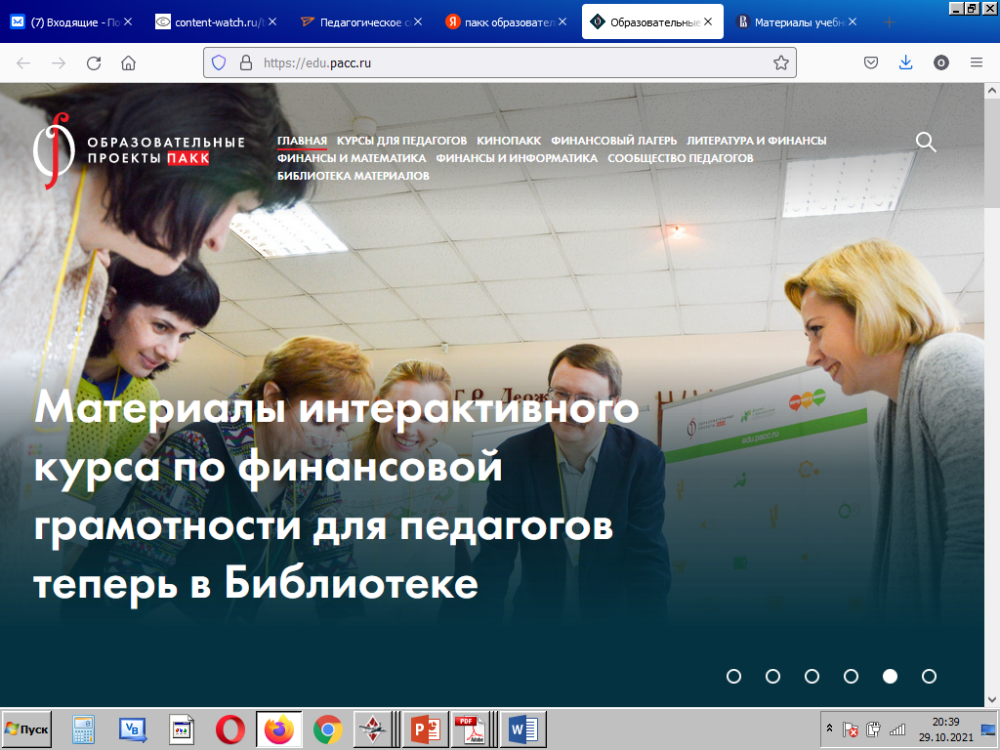 (7) Входящие - По
content-watch.ru/t
Педагогическое с
пакк образовател
Образовательные
Материалы учебн
https://edu.pacc.ru
ОБРАЗОВАТЕЛЬНЫЕ
ПРОЕКТЫ ПАКК
ГЛАВНАЯ КУРСЫ ДЛЯ ПЕДАГОГОВ КИНОПАКК ФИНАНСОВЫЙ ЛАГЕРЬ ЛИТЕРАТУРА И ФИНАНСЫ
ФИНАНСЫ И МАТЕМАТИКА ФИНАНСЫ И ИНФОРМАТИКА СООБЩЕСТВО ПЕДАГОГОВ
БИБЛИОТЕКА МАТЕРИАЛОВ
Г.Р. Держ
edu.pacc.ru
Материалы интерактивного
курса по финансовой
грамотности для педагогов
теперь в Библиотеке
Пуск
20:39
29.10.2021